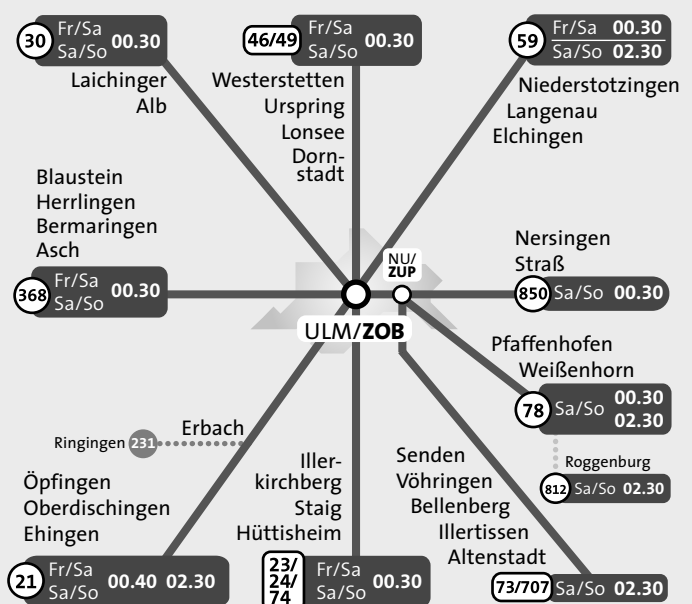 30 Fr/Sa 00.30
Sa/So
Laichinger
Alb
46/49 Fr/Sa 00.30
Sa/So
Westerstetten
Urspring
Lonsee
Dorn-
stadt
59 Fr/Sa 00.30
Sa/So 02.30
Niederstotzingen
Langenau
Elchingen
Blaustein
Herrlingen
Bermaringen
Asch
368 Fr/Sa 00.30
Sa/So
NU/
ZUP
ULM/ZOB
Nersingen
Straß
850 Sa/So 00.30
Pfaffenhofen
Weißenhorn
78 Sa/So 00.30
02.30
Roggenburg
812 Sa/So 02.30
Erbach
Ringingen 231
Öpfingen
Oberdischingen
Ehingen
21 Fr/Sa 00.40 02.30
Sa/So
Iller-
kirchberg
Staig
Hüttisheim
23/
24/
74
Fr/Sa 00.30
Sa/So
Senden
Vöhringen
Bellenberg
Illertissen
Altenstadt
73/707 Sa/So 02.30